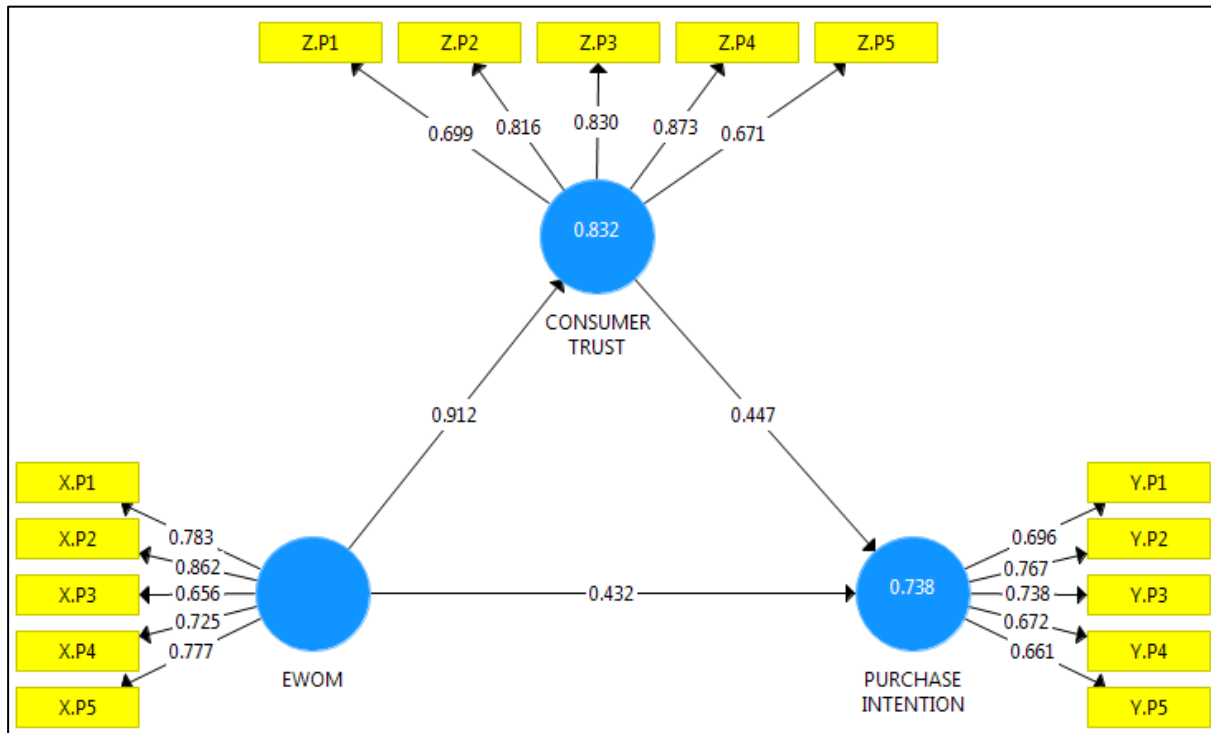 Z.P1
Z.P2
Z.P3
Z.P4
Z.P5
0.699
0.816
0.830
0.873
0.671
0.832
CONSUMER
TRUST
0.912
0.447
X.P1
X.P2
X.P3
X.P4
X.P5
0.783
0.862
0.656
0.725
0.777
EWOM
0.432
0.738
PURCHASE
INTENTION
0.696
0.767
0.738
0.672
0.661
Y.P1
Y.P2
Y.P3
Y.P4
Y.P5